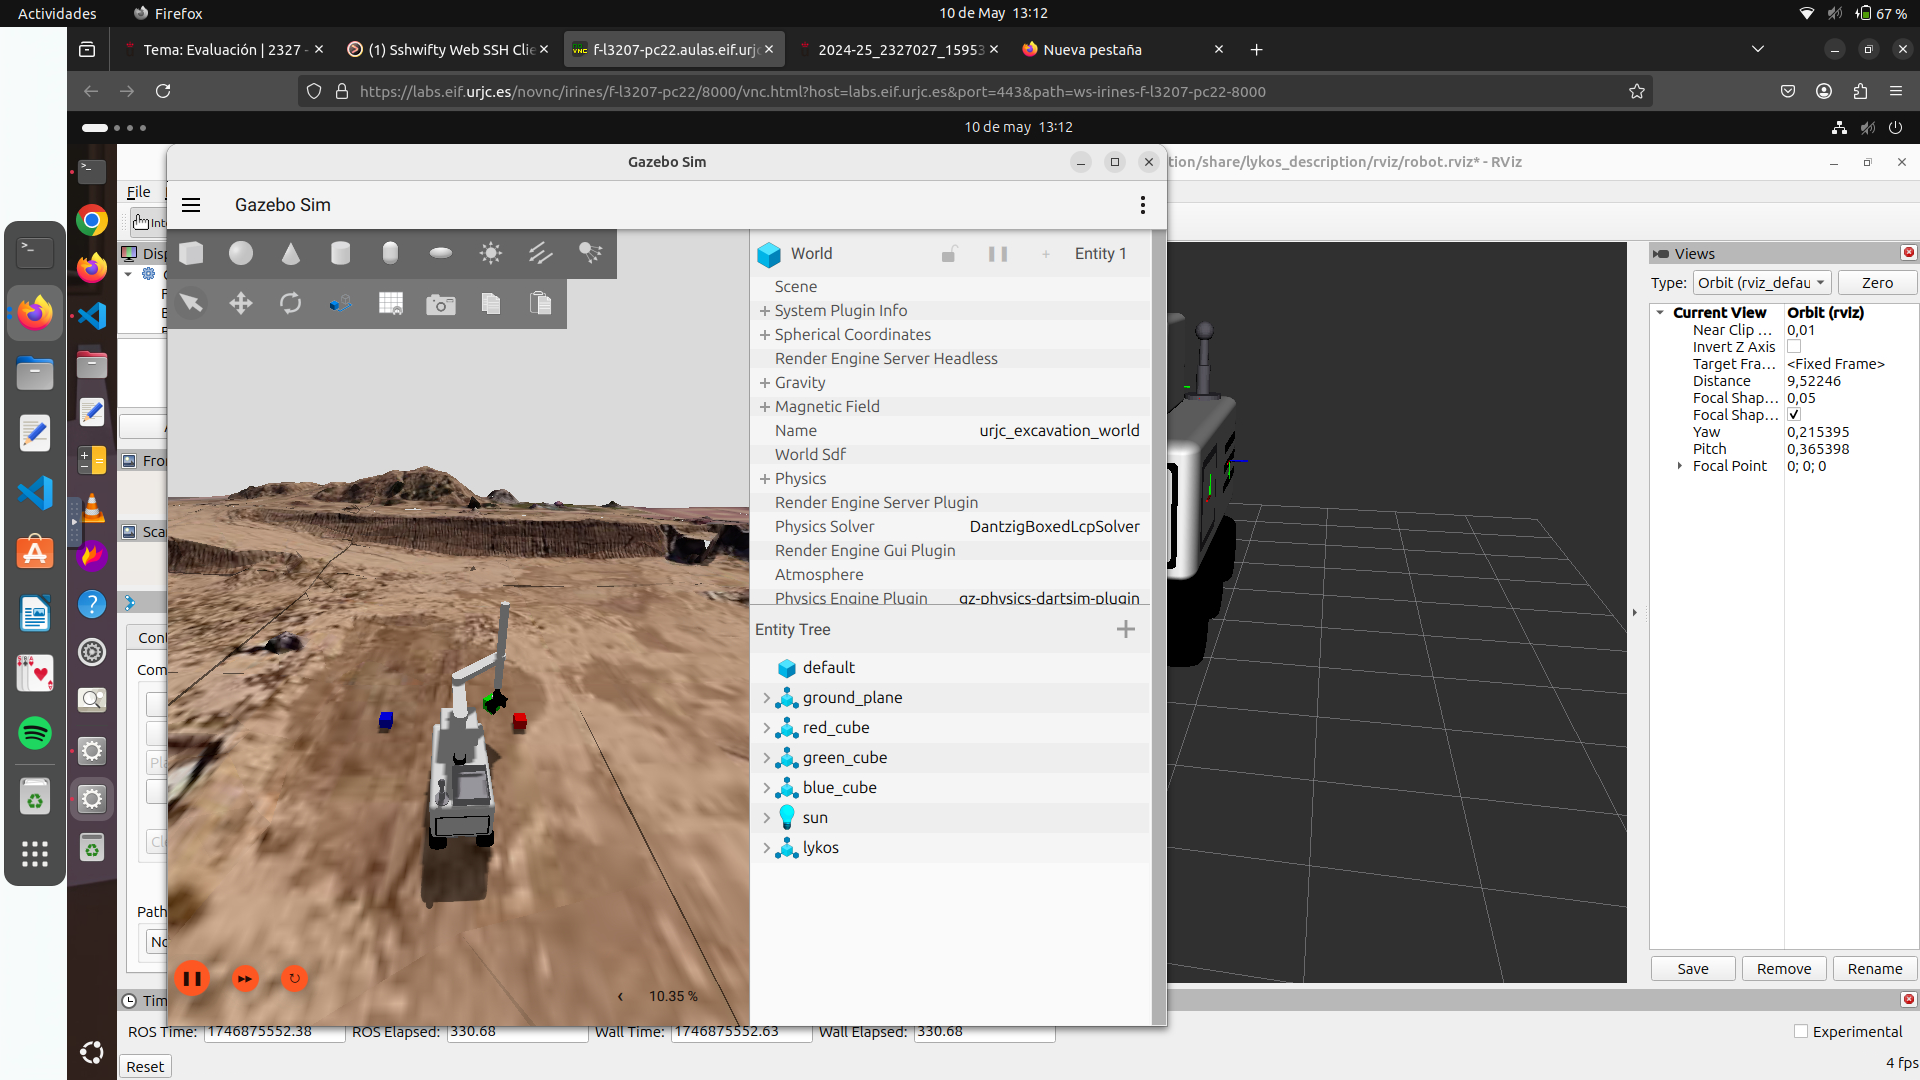 Actividades
Firefox
10 de May 13:12
67 %
Tema: Evaluación | 2327 -
(1) Sshwifty Web SSH Clie
f-l3207-pc22.aulas.eif.urjc
2024-25_2327027_15953
Nueva pestaña
https://labs.eif.urjc.es/novnc/irines/f-l3207-pc22/8000/vnc.html?host=labs.eif.urjc.es&port=443&path=ws-irines-f-l3207-pc22-8000
10 de may 13:12
Gazebo Sim
tion/share/lykos_description/rviz/robot.rviz* - RViz
File
Gazebo Sim
Inte
Disp
World
Entity 1
Scene
System Plugin Info
Spherical Coordinates
Render Engine Server Headless
Gravity
Magnetic Field
Name urjc_excavation_world
World Sdf
Physics
Render Engine Server Plugin
Physics Solver DantzigBoxedLcpSolver
Render Engine Gui Plugin
Atmosphere
Physics Engine Plugin gz-physics-dartsim-plugin
Entity Tree
default
ground_plane
red_cube
green_cube
blue_cube
sun
lykos
10.35 %
Views
Type: Orbit (rviz_defau Zero
Current View Orbit (rviz)
Near Clip ... 0,01
Invert Z Axis
Target Fra... <Fixed Frame>
Distance 9,52246
Focal Shap... 0,05
Focal Shap...
Yaw 0,215395
Pitch 0,365398
Focal Point 0; 0; 0
Save Remove Rename
Fro
Sca
Cont
Com
Pla
Cle
Path
No
Tim
ROS Time: 1746875552.38 ROS Elapsed: 330.68 Wall Time: 1746875552.63 Wall Elapsed: 330.68
Experimental
Reset
4 fps